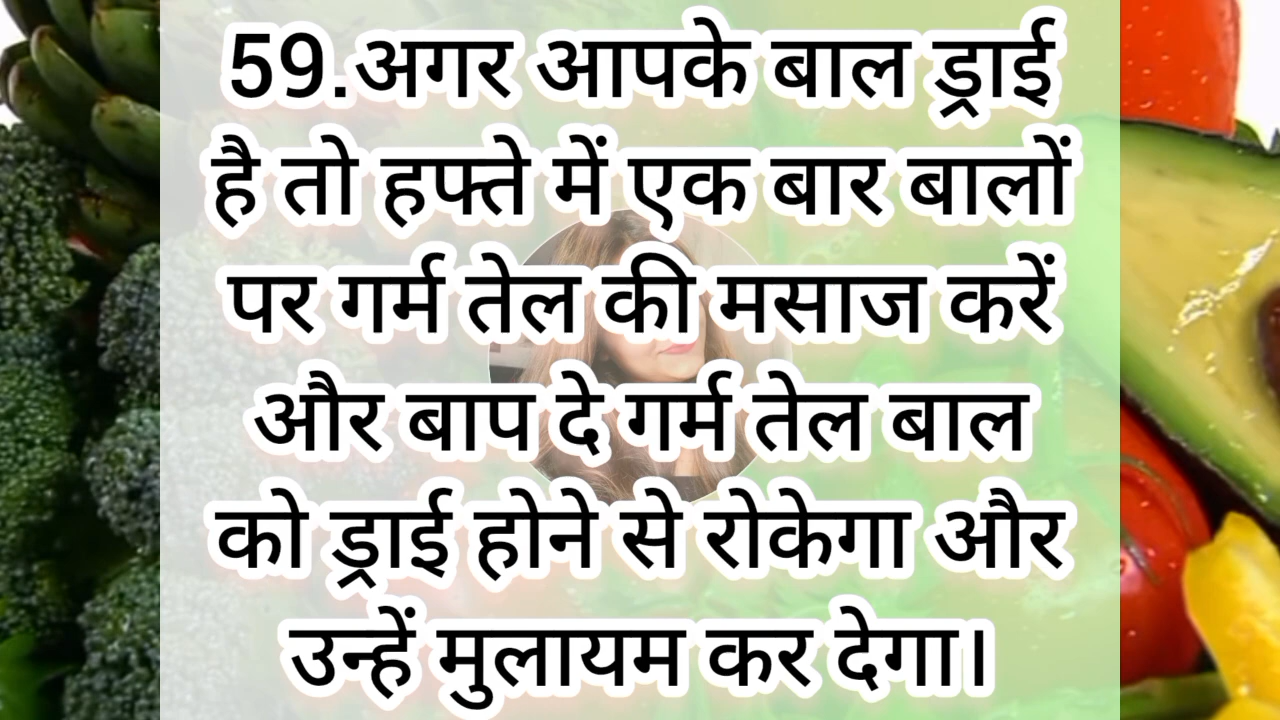 59.अगर आपके बाल ड्राई
है तो हफ्ते में एक बार बालों
पर गर्म तेल की मसाज करें
और बाप दे गर्म तेल बाल
को ड्राई होने से रोकेगा और
उन्हें मुलायम कर देगा।